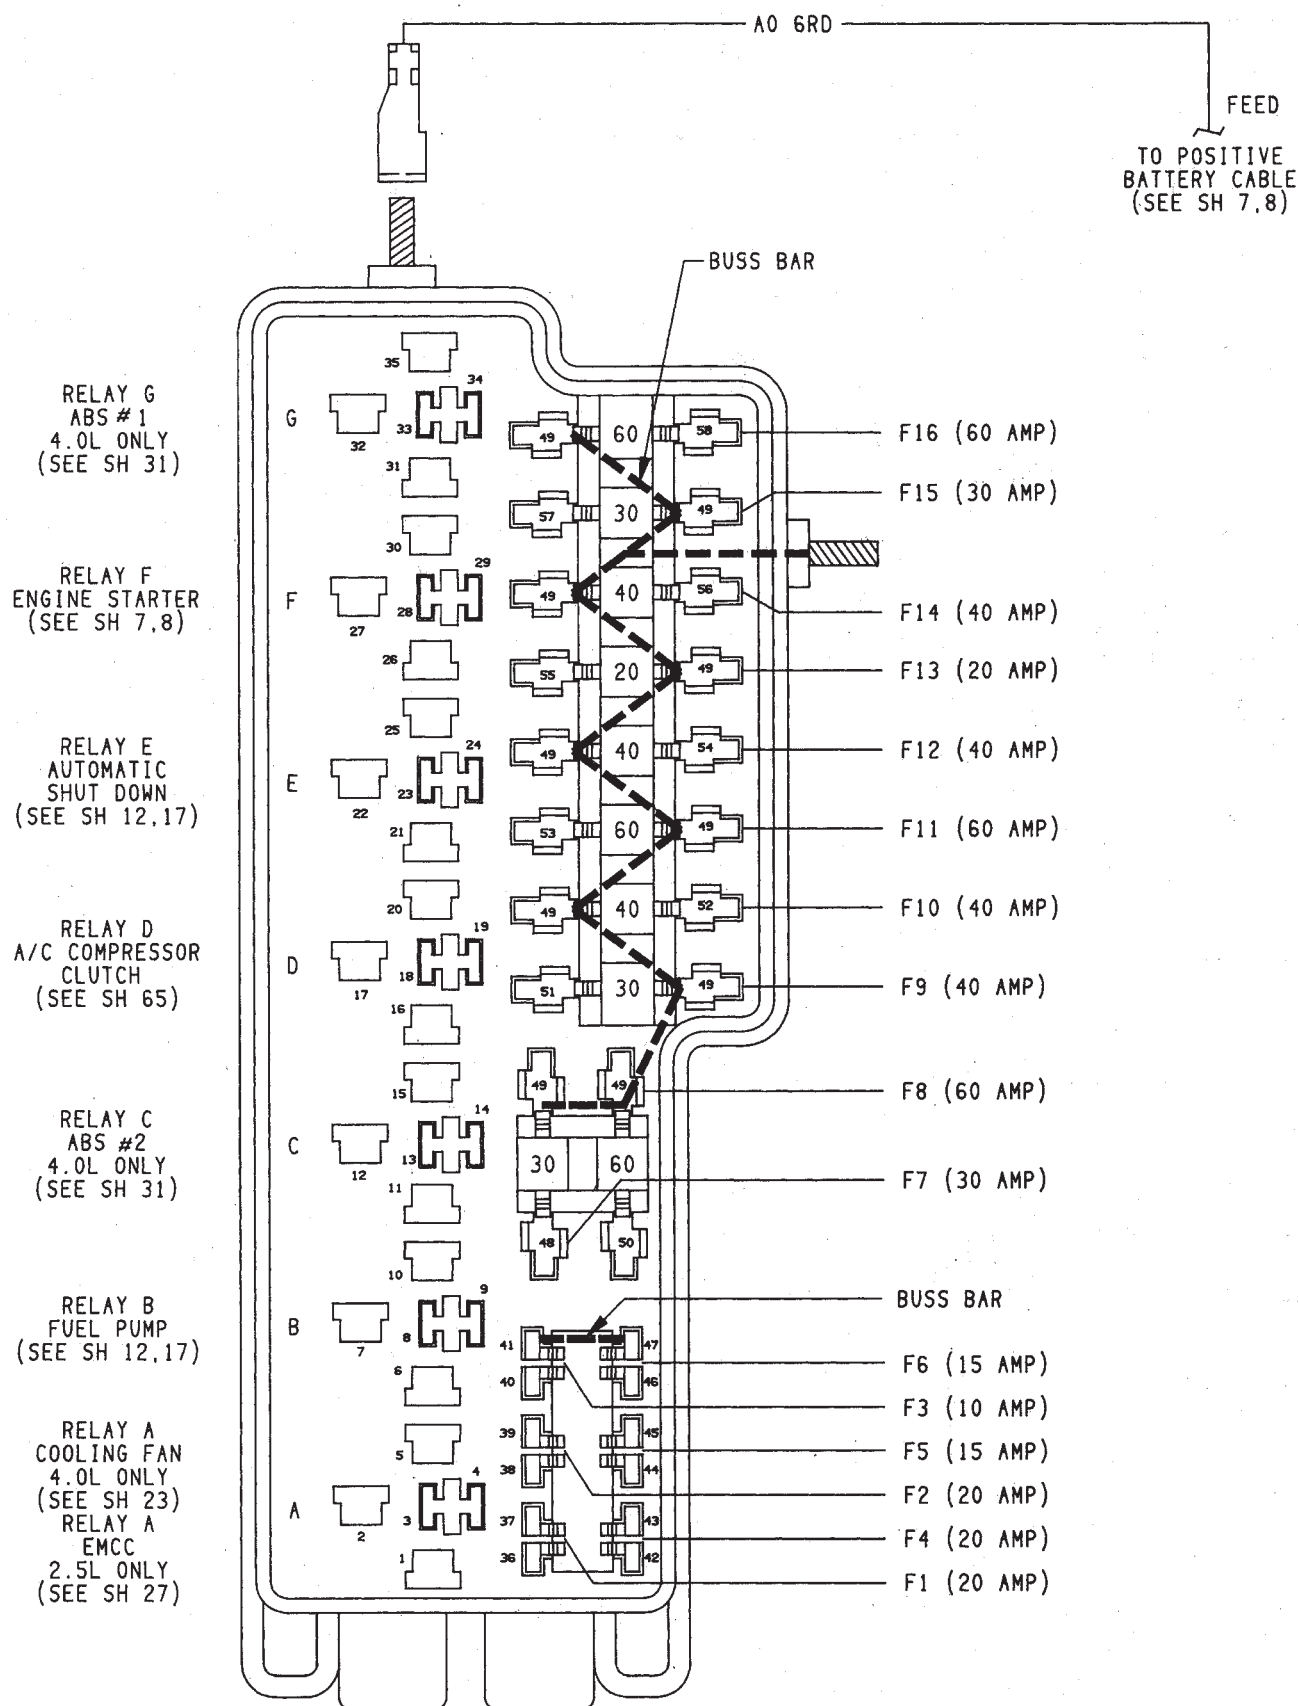 A0 6RD
FEED
TO POSITIVE
BATTERY CABLE
(SEE SH 7,8)
BUSS BAR
RELAY G
ABS #1
4.0L ONLY
(SEE SH 31)
RELAY F
ENGINE STARTER
(SEE SH 7,8)
RELAY E
AUTOMATIC
SHUT DOWN
(SEE SH 12,17)
RELAY D
A/C COMPRESSOR
CLUTCH
(SEE SH 65)
RELAY C
ABS #2
4.0L ONLY
(SEE SH 31)
RELAY B
FUEL PUMP
(SEE SH 12,17)
RELAY A
COOLING FAN
4.0L ONLY
(SEE SH 23)
RELAY A
EMCC
2.5L ONLY
(SEE SH 27)
35
34
G
33
32
31
30
29
F
28
27
26
25
24
E
23
22
21
20
19
D
18
17
16
15
14
C
13
12
11
10
9
B
8
7
6
5
4
A
3
2
1
49 60 58
57 30 49
49 40 56
55 20 49
49 40 54
53 60 49
49 40 52
51 30 49
49 49
30 60
48 50
41 47
40 46
39 45
38 44
37 43
36 42
F16 (60 AMP)
F15 (30 AMP)
F14 (40 AMP)
F13 (20 AMP)
F12 (40 AMP)
F11 (60 AMP)
F10 (40 AMP)
F9 (40 AMP)
F8 (60 AMP)
F7 (30 AMP)
BUSS BAR
F6 (15 AMP)
F3 (10 AMP)
F5 (15 AMP)
F2 (20 AMP)
F4 (20 AMP)
F1 (20 AMP)